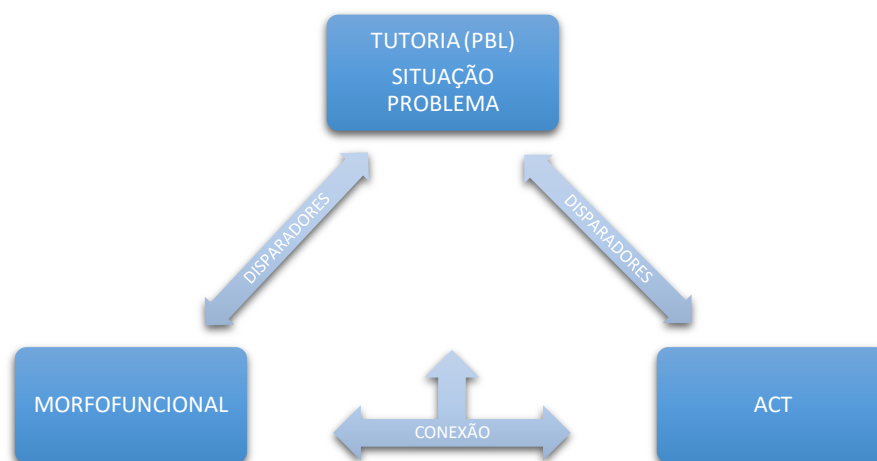 TUTORIA (PBL)
SITUAÇÃO
PROBLEMA
DISPARADORES
DISPARADORES
MORFOFUNCIONAL
CONEXÃO
ACT